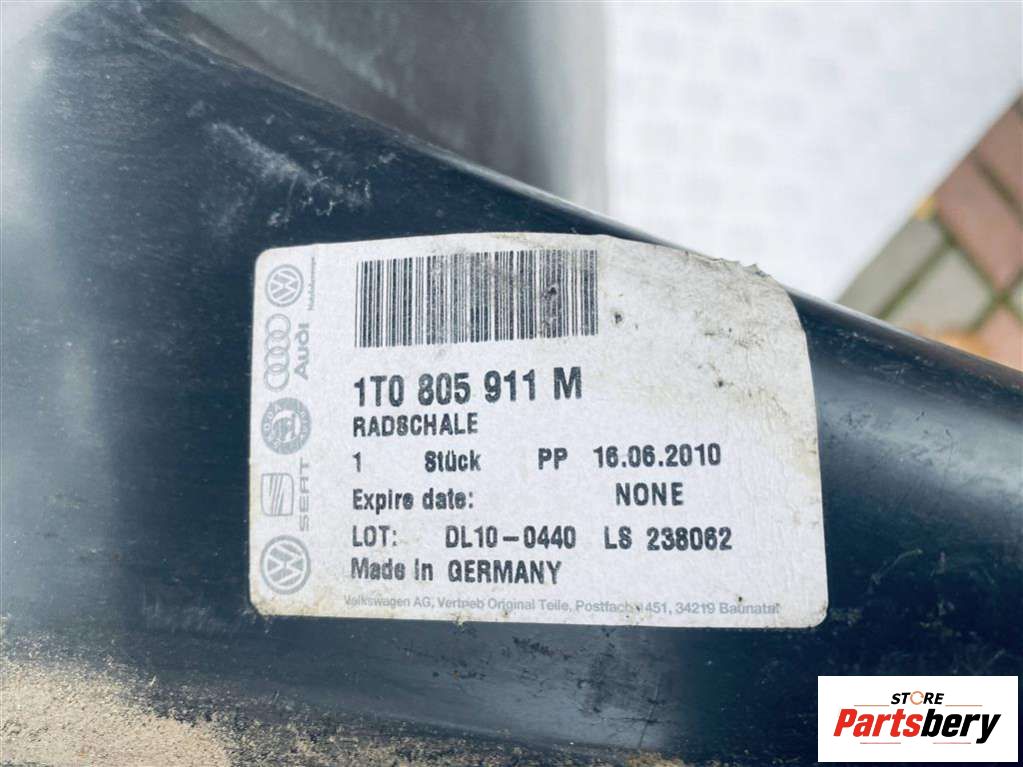 1T0 805 911 M
RADSCHALE
1 Stück PP 16.06.2010
Expire date: NONE
LOT: DL10-0440 LS 238062
Made in GERMANY
Volkswagen AG, Vertrieb Original Teile, Postfach 1451, 34219 Baunatal
Audi
SEAT
STORE
Partsbery